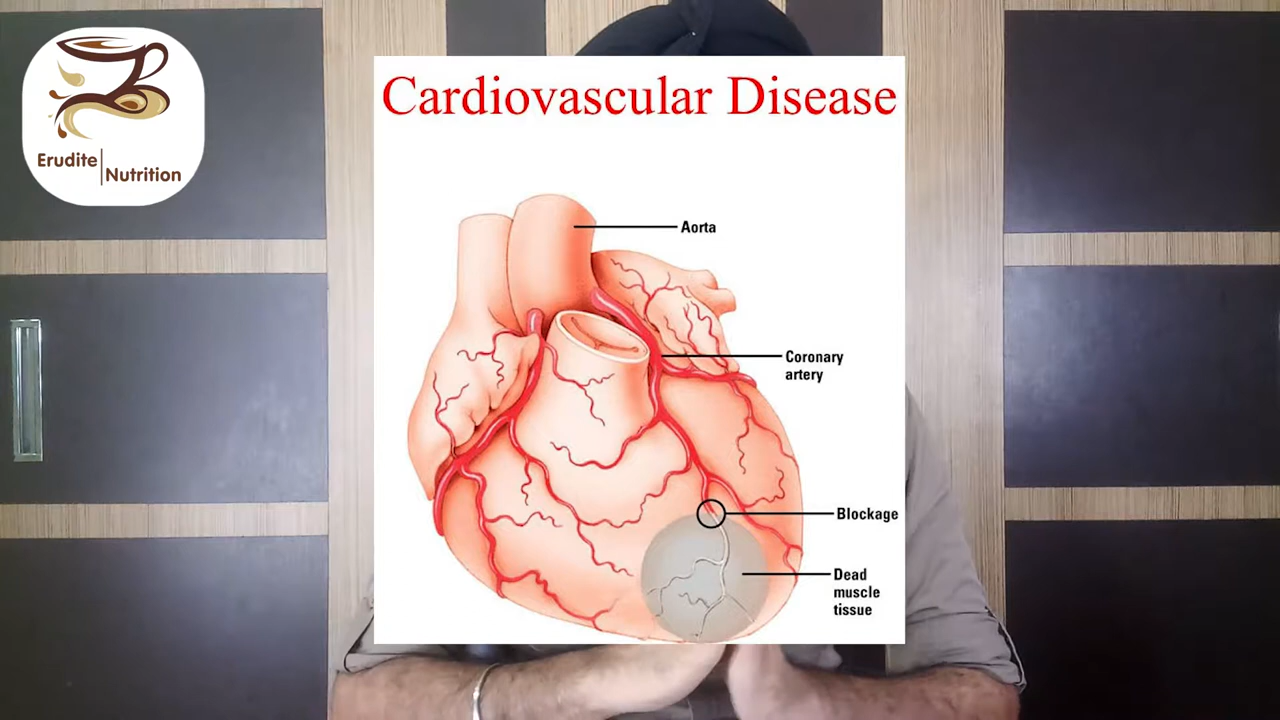 Erudite
Nutrition
Cardiovascular Disease
Aorta
Coronary
artery
Blockage
Dead
muscle
tissue